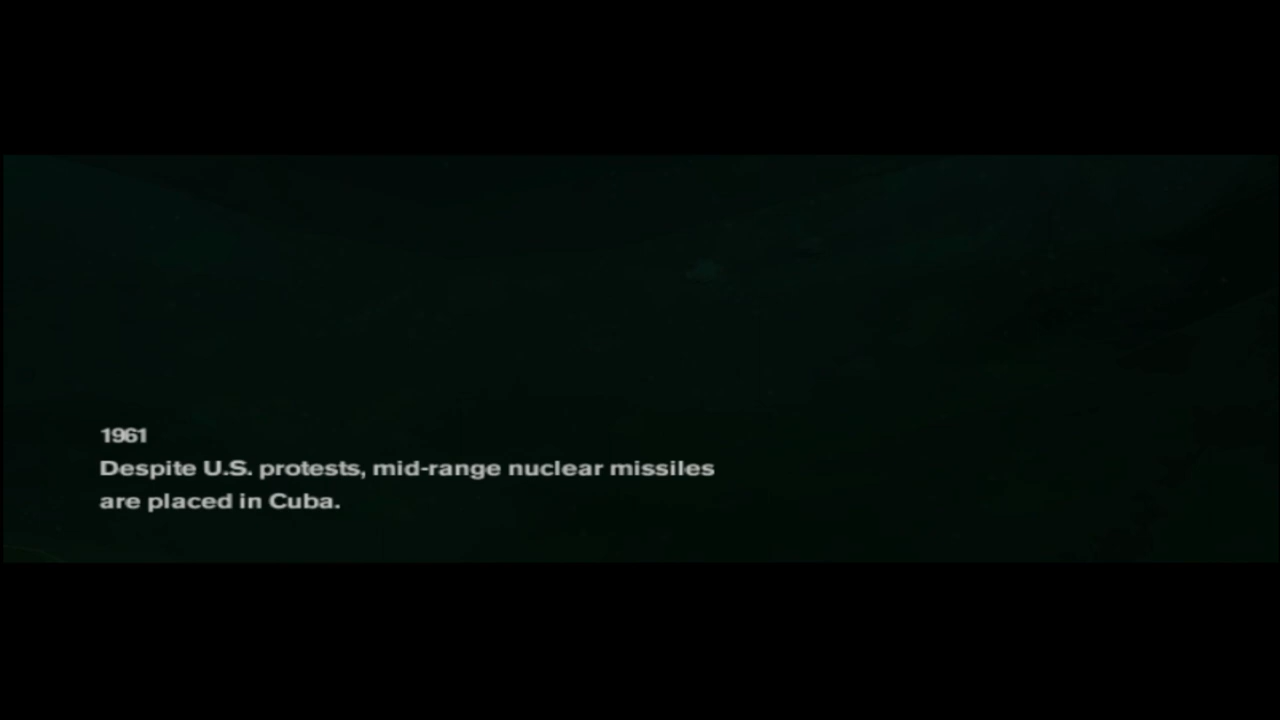 1961
Despite U.S. protests, mid-range nuclear missiles
are placed in Cuba.